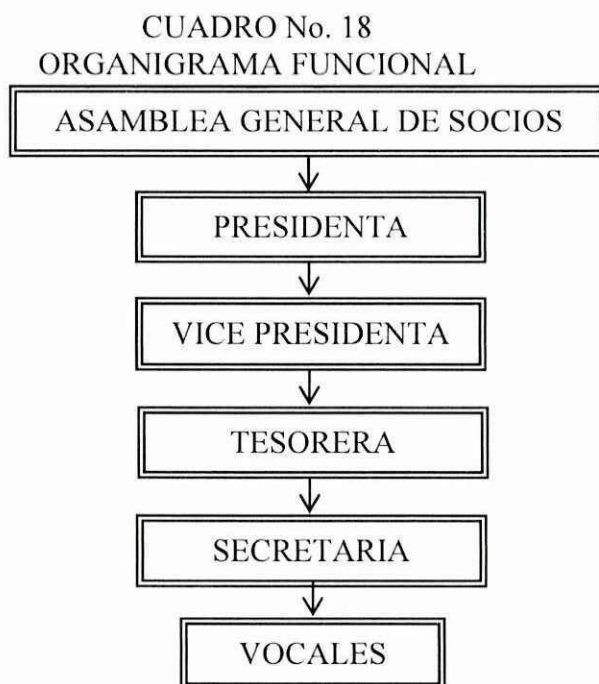 CUADRO No. 18
ORGANIGRAMA FUNCIONAL
ASAMBLEA GENERAL DE SOCIOS
PRESIDENTA
VICE PRESIDENTA
TESORERA
SECRETARIA
VOCALES